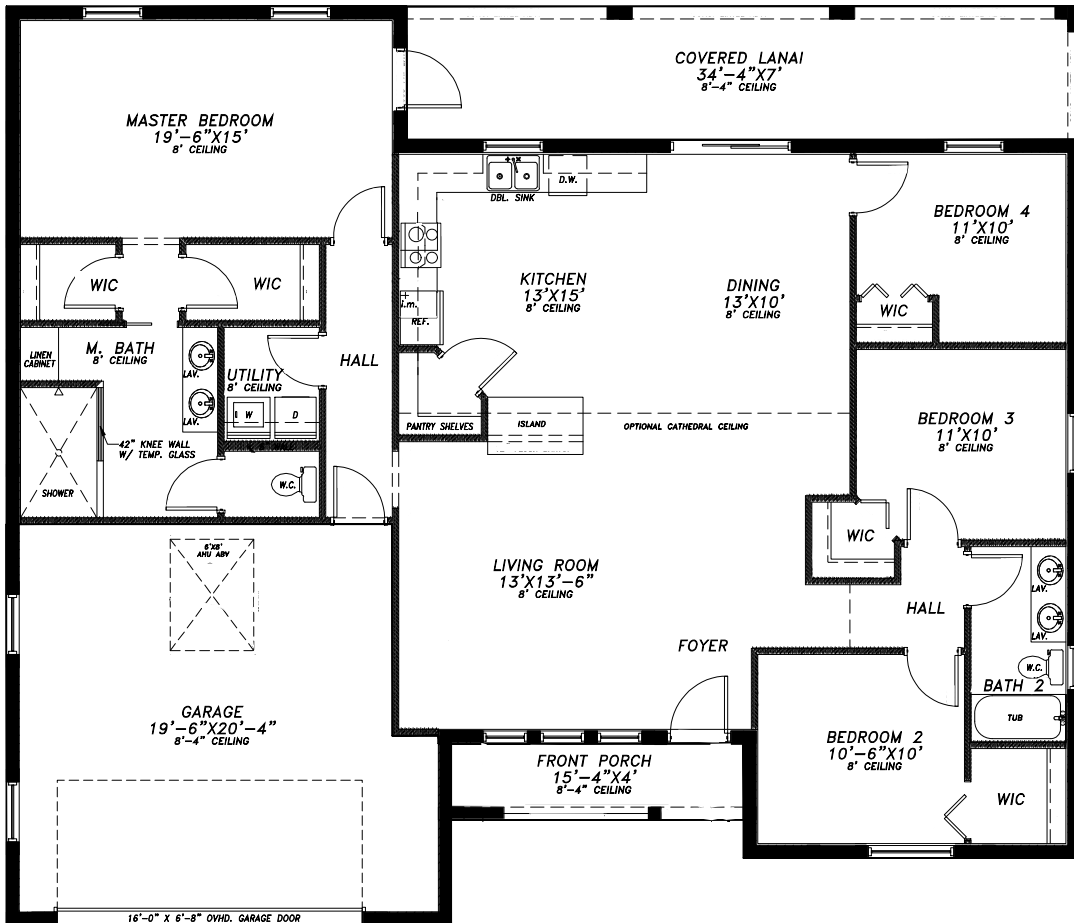 COVERED LANAI
34'-4"X7'
8'-4" CEILING
MASTER BEDROOM
19'-6"X15'
8' CEILING
DBL. SINK
D.W.
BEDROOM 4
11'X10'
8' CEILING
WIC
WIC
KITCHEN
13'X15'
8' CEILING
DINING
13'X10'
8' CEILING
WIC
i.m.
REF.
LINEN
CABINET
M. BATH
8' CEILING
LAV.
LAV.
UTILITY
8' CEILING
W
D
HALL
PANTRY SHELVES
ISLAND
OPTIONAL CATHEDRAL CEILING
BEDROOM 3
11'X10'
8' CEILING
42" KNEE WALL
W/ TEMP. GLASS
SHOWER
W.C.
WIC
6'X8'
AHU ABV
LIVING ROOM
13'X13'-6"
8' CEILING
HALL
LAV.
LAV.
FOYER
W.C.
BATH 2
TUB
GARAGE
19'-6"X20'-4"
8'-4" CEILING
FRONT PORCH
15'-4"X4'
8'-4" CEILING
BEDROOM 2
10'-6"X10'
8' CEILING
WIC
16'-0" X 6'-8" OVHD. GARAGE DOOR